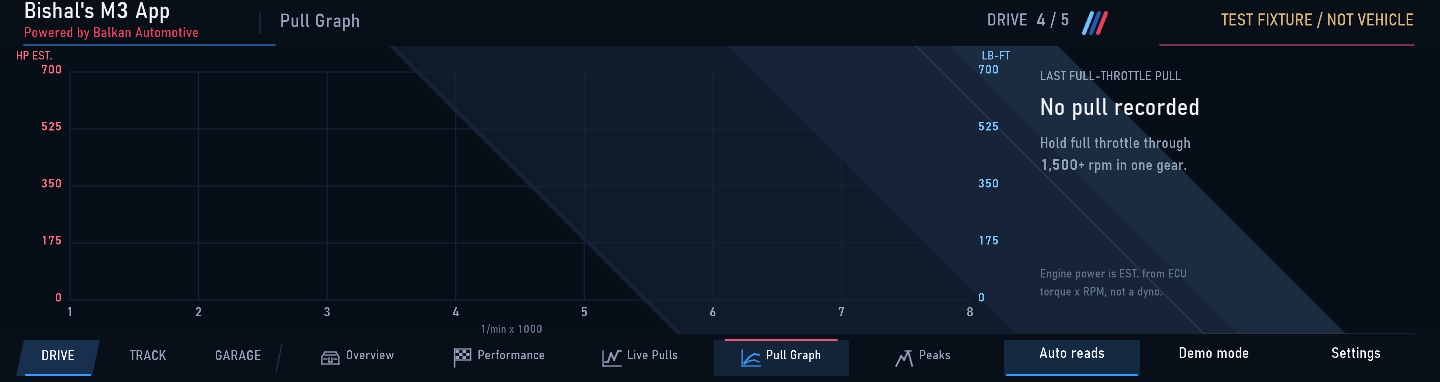 Bishal's M3 App
Powered by Balkan Automotive
Pull Graph
DRIVE 4 / 5
TEST FIXTURE / NOT VEHICLE
HP EST.
700
525
350
175
0
LB-FT
700
525
350
175
0
1 2 3 4 5 6 7 8
1/min x 1000
LAST FULL-THROTTLE PULL
No pull recorded
Hold full throttle through
1,500+ rpm in one gear.
Engine power is EST. from ECU
torque x RPM, not a dyno.
DRIVE TRACK GARAGE Overview Performance Live Pulls Pull Graph Peaks Auto reads Demo mode Settings